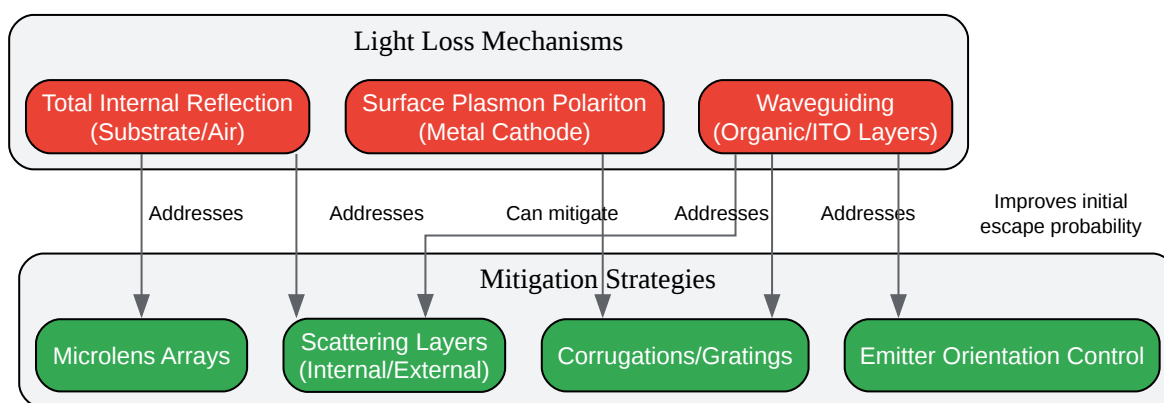 Light Loss Mechanisms
Total Internal Reflection
(Substrate/Air)
Surface Plasmon Polariton
(Metal Cathode)
Waveguiding
(Organic/ITO Layers)
Addresses
Addresses
Can mitigate
Addresses
Addresses
Improves initial
escape probability
Mitigation Strategies
Microlens Arrays
Scattering Layers
(Internal/External)
Corrugations/Gratings
Emitter Orientation Control